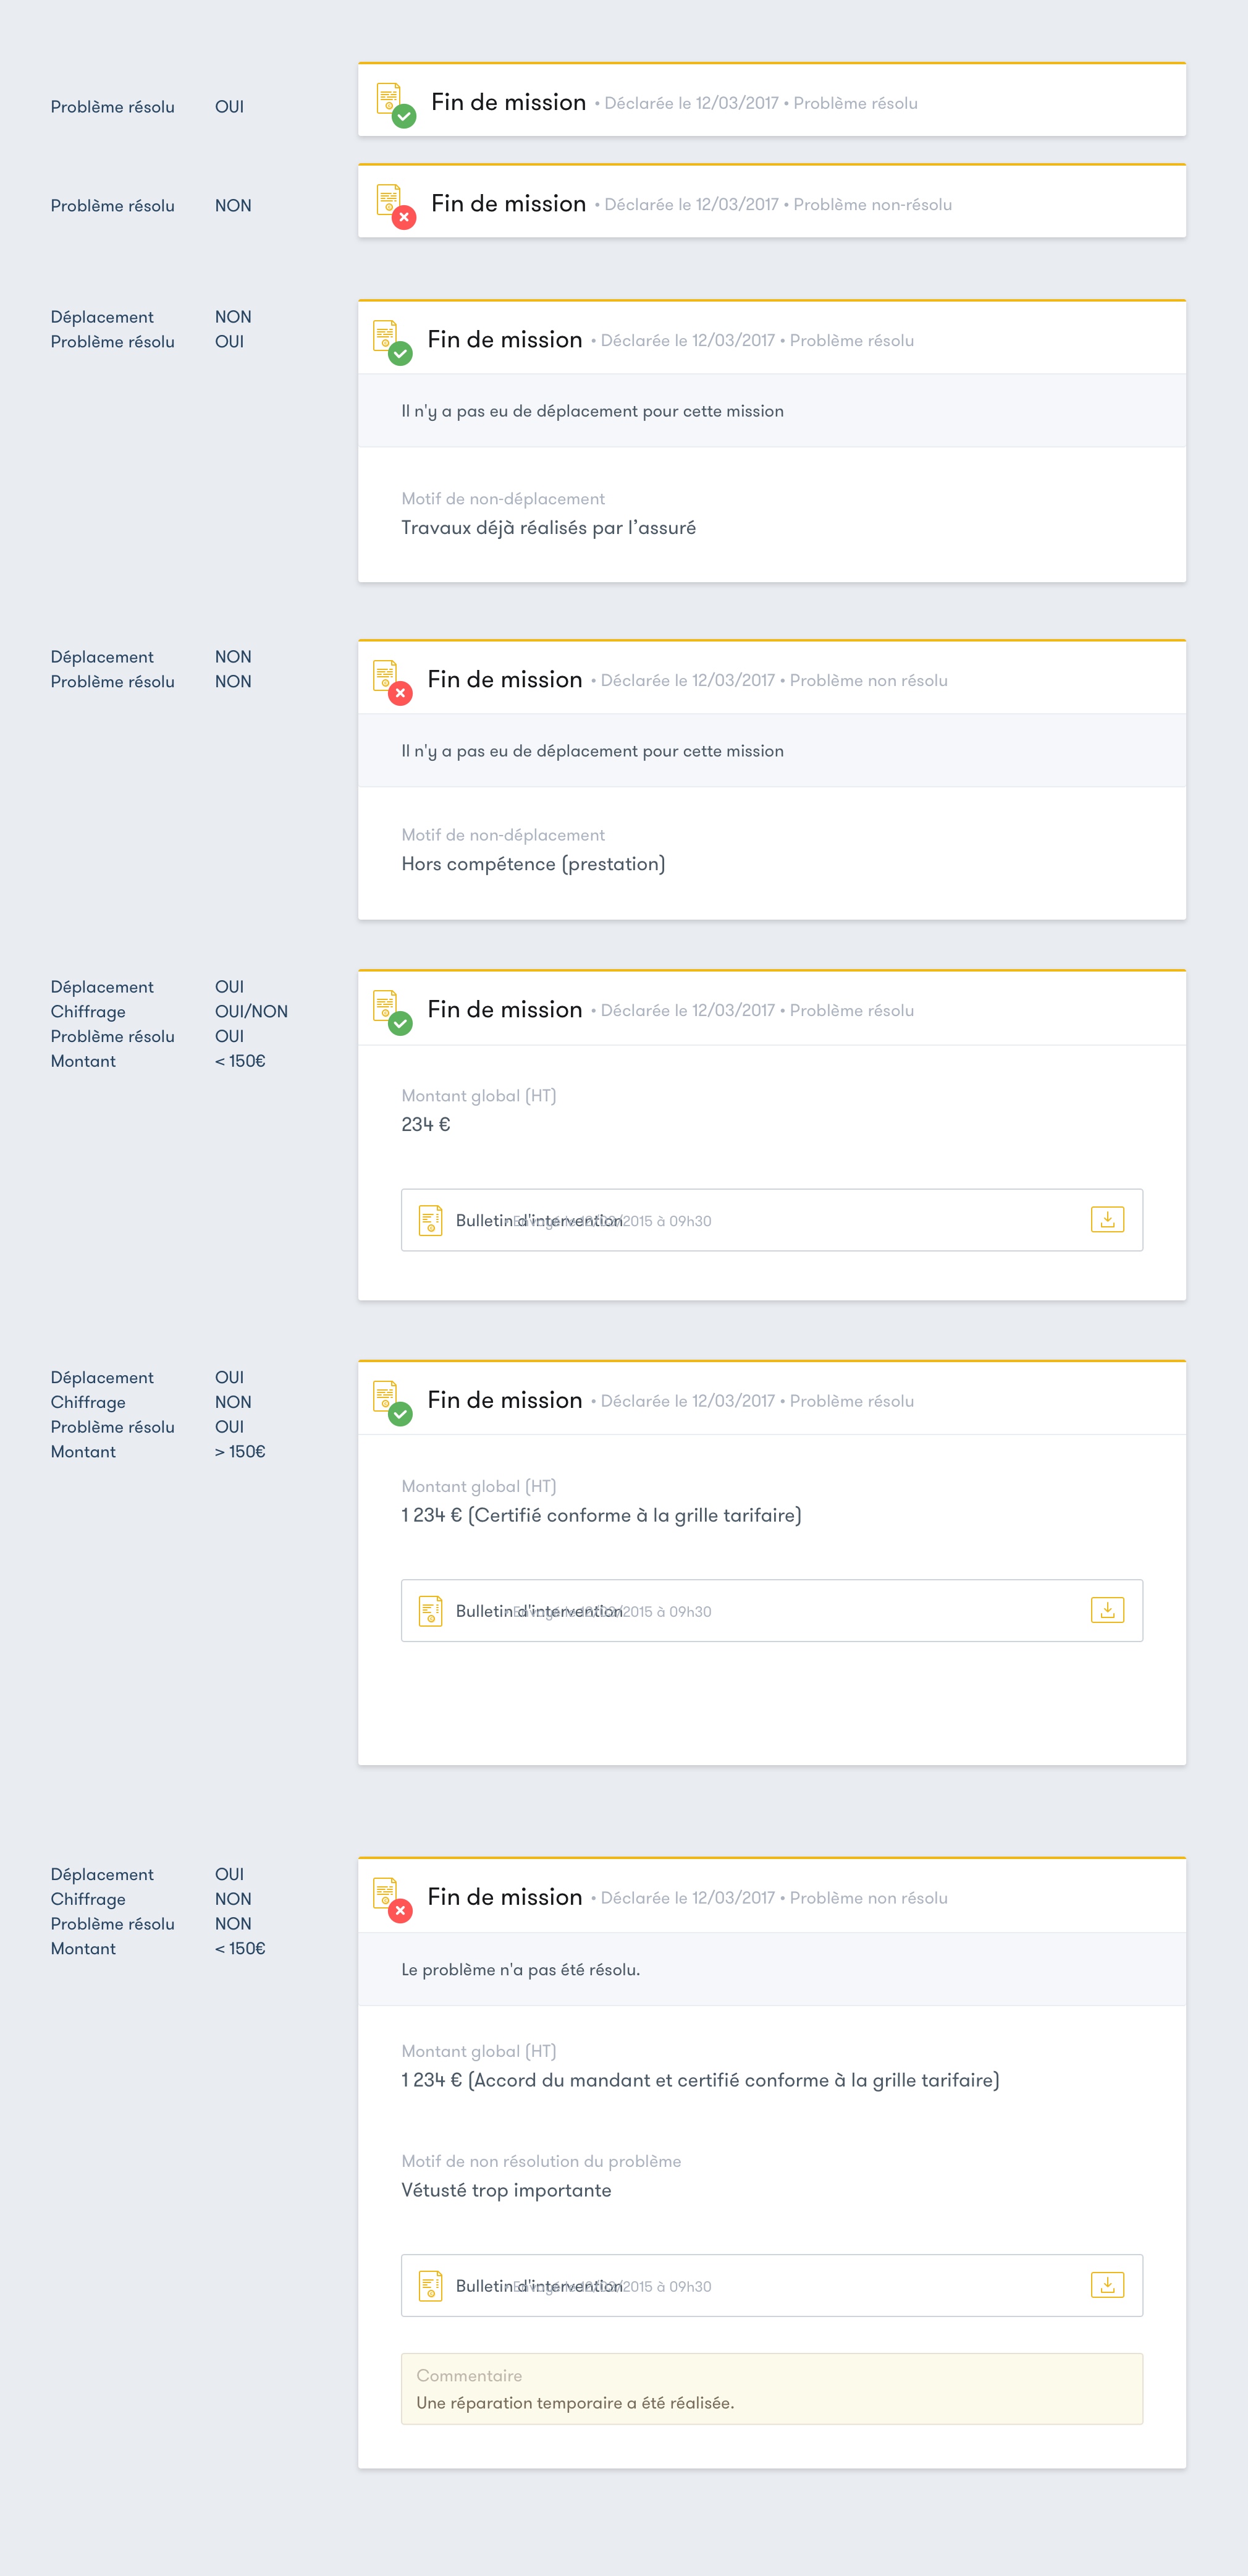 Problème résolu OUI
Fin de mission • Déclarée le 12/03/2017 • Problème résolu
Problème résolu NON
Fin de mission • Déclarée le 12/03/2017 • Problème non-résolu
Déplacement NON
Problème résolu OUI
Fin de mission • Déclarée le 12/03/2017 • Problème résolu
Il n'y a pas eu de déplacement pour cette mission
Motif de non-déplacement
Travaux déjà réalisés par l’assuré
Déplacement NON
Problème résolu NON
Fin de mission • Déclarée le 12/03/2017 • Problème non résolu
Il n'y a pas eu de déplacement pour cette mission
Motif de non-déplacement
Hors compétence (prestation)
Déplacement OUI
Chiffrage OUI/NON
Problème résolu OUI
Montant < 150€
Fin de mission • Déclarée le 12/03/2017 • Problème résolu
Montant global (HT)
234 €
Bulletin d'intervention 2015 à 09h30
Déplacement OUI
Chiffrage NON
Problème résolu OUI
Montant > 150€
Fin de mission • Déclarée le 12/03/2017 • Problème résolu
Montant global (HT)
1 234 € (Certifié conforme à la grille tarifaire)
Bulletin d'intervention 2015 à 09h30
Déplacement OUI
Chiffrage NON
Problème résolu NON
Montant < 150€
Fin de mission • Déclarée le 12/03/2017 • Problème non résolu
Le problème n'a pas été résolu.
Montant global (HT)
1 234 € (Accord du mandant et certifié conforme à la grille tarifaire)
Motif de non résolution du problème
Vétusté trop importante
Bulletin d'intervention 2015 à 09h30
Commentaire
Une réparation temporaire a été réalisée.